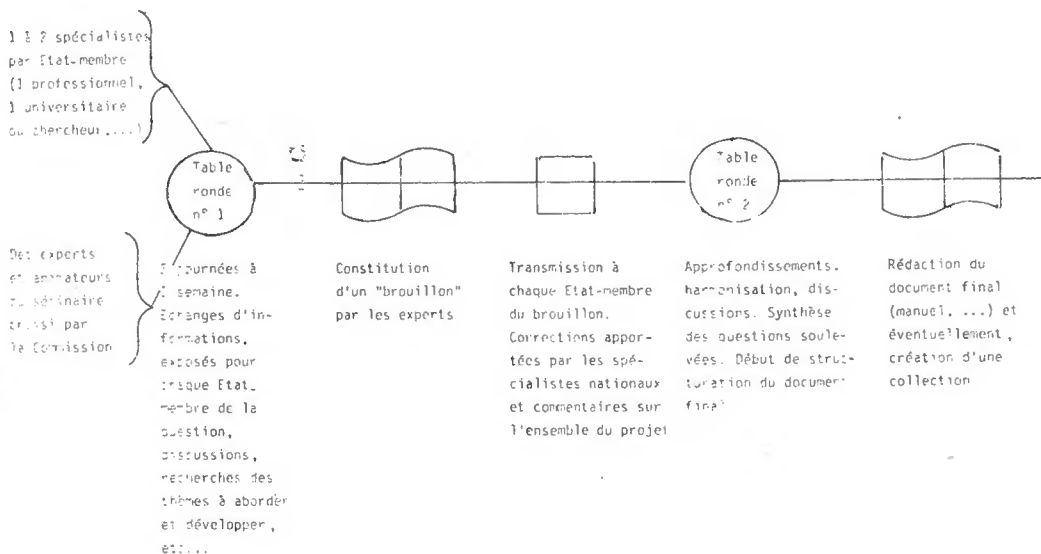 1 à 2 spécialistes
par Etat-membre
(1 professionnel,
1 universitaire
ou chercheur,...)
Des experts
et animateurs
du séminaire
choisi par
la Commission
Table
ronde
n° 1
journées à
semaine.
Echanges d'in-
formations,
exposés pour
chaque Etat-
membre de la
question,
discussions,
recherches des
thèmes à aborder
et développer,
etc...
Constitution
d'un "brouillon"
par les experts
Transmission à
chaque Etat-membre
du brouillon.
Corrections appor-
tées par les spé-
cialistes nationaux
et commentaires sur
l'ensemble du projet
Table
ronde
n° 2
Approfondissements.
harmonisation, dis-
cussions. Synthèse
des questions soule-
vées. Début de struc-
turation du document
final
Rédaction du
document final
(manuel, ...) et
éventuellement,
création d'une
collection